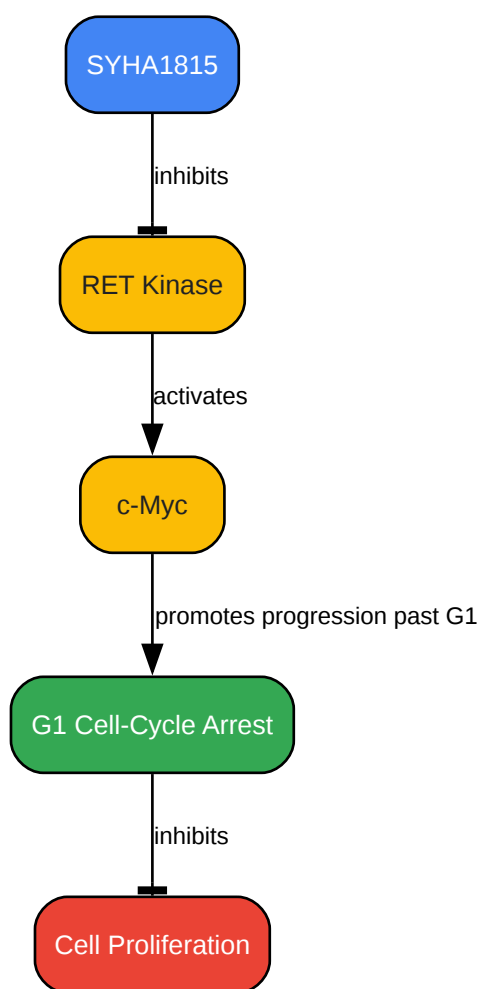 SYHA1815
inhibits
RET Kinase
activates
c-Myc
promotes progression past G1
G1 Cell-Cycle Arrest
inhibits
Cell Proliferation